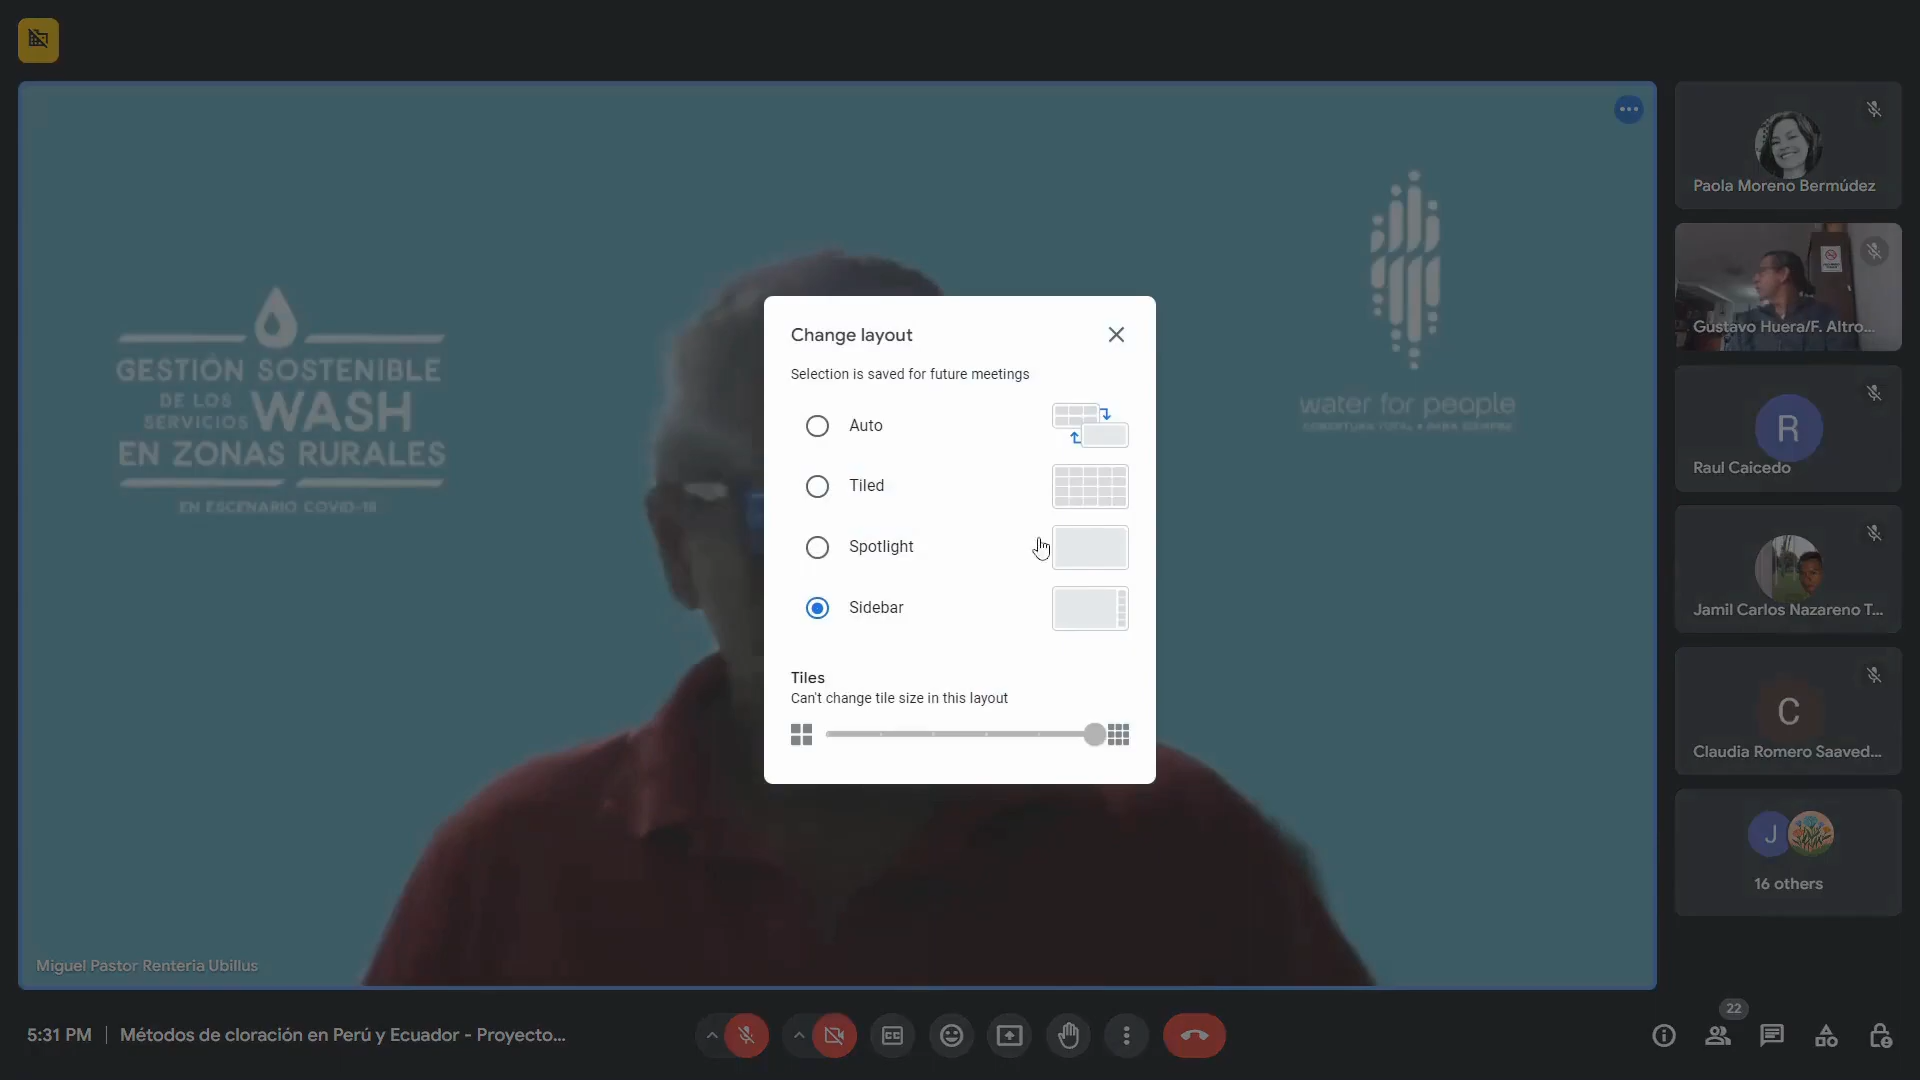 GESTIÓN SOSTENIBLE
DE LOS
SERVICIOS WASH
EN ZONAS RURALES
EN ESCENARIO COVID-19
water for people
Miguel Pastor Renteria Ubillus
Change layout
Selection is saved for future meetings
Auto
Tiled
Spotlight
Sidebar
Tiles
Can't change tile size in this layout
Paola Moreno Bermúdez
Gustavo Huera/F. Altro...
R
Raul Caicedo
Jamil Carlos Nazareno T...
C
Claudia Romero Saaved...
J
16 others
5:31 PM
Métodos de cloración en Perú y Ecuador - Proyecto...
CC
22